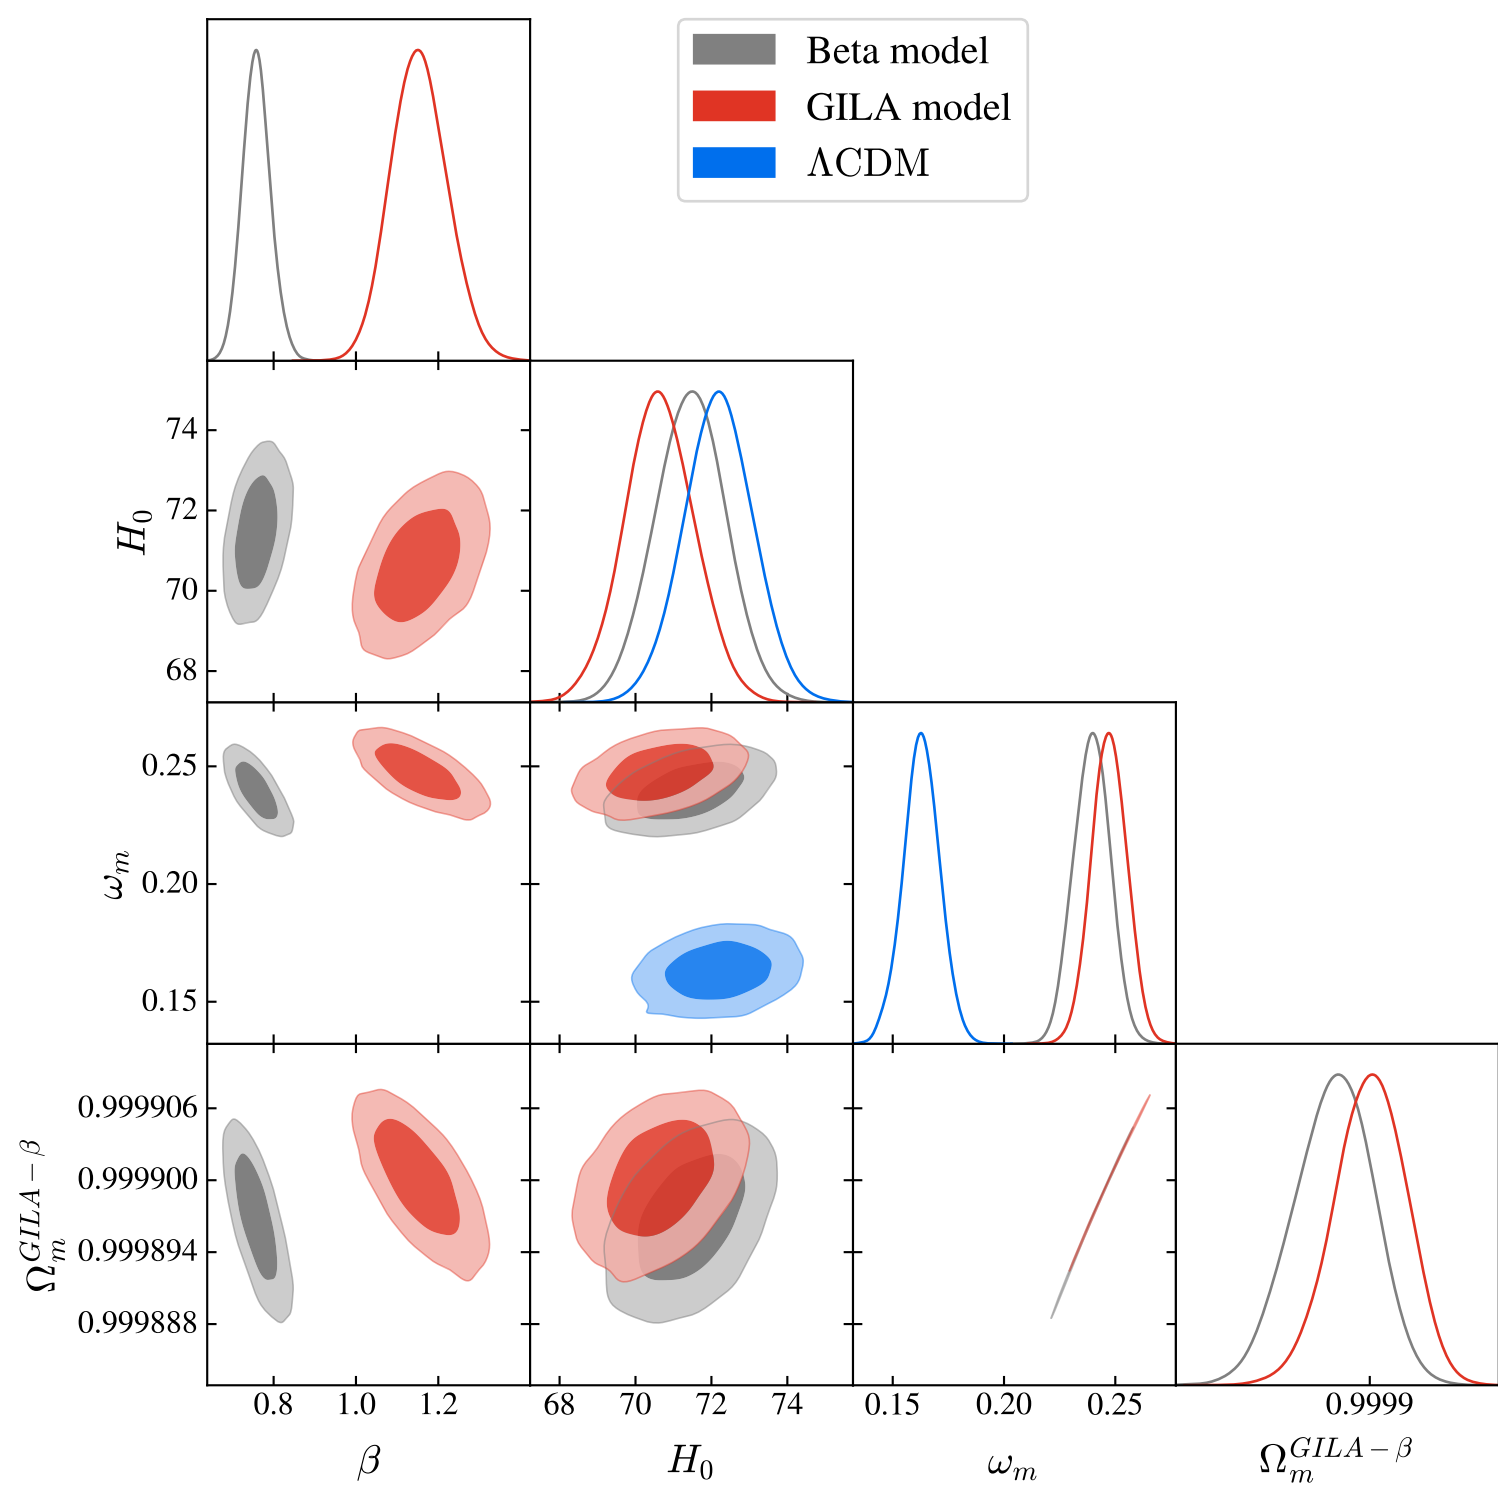 Beta model
GILA model
ΛCDM
74
72
70
68
H₀
0.25
0.20
0.15
ωₘ
0.999906
0.999900
0.999894
0.999888
Ω_m^{GILA−β}
0.8 1.0 1.2
68 70 72 74
0.15 0.20 0.25
0.9999
β
H₀
ωₘ
Ω_m^{GILA−β}